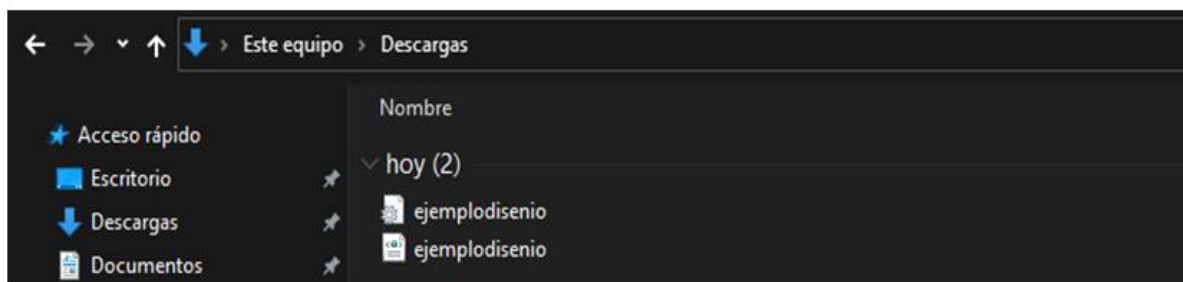 Este equipo > Descargas
Nombre
Acceso rápido
hoy (2)
Escritorio
ejemplodisenio
Descargas
ejemplodisenio
Documentos